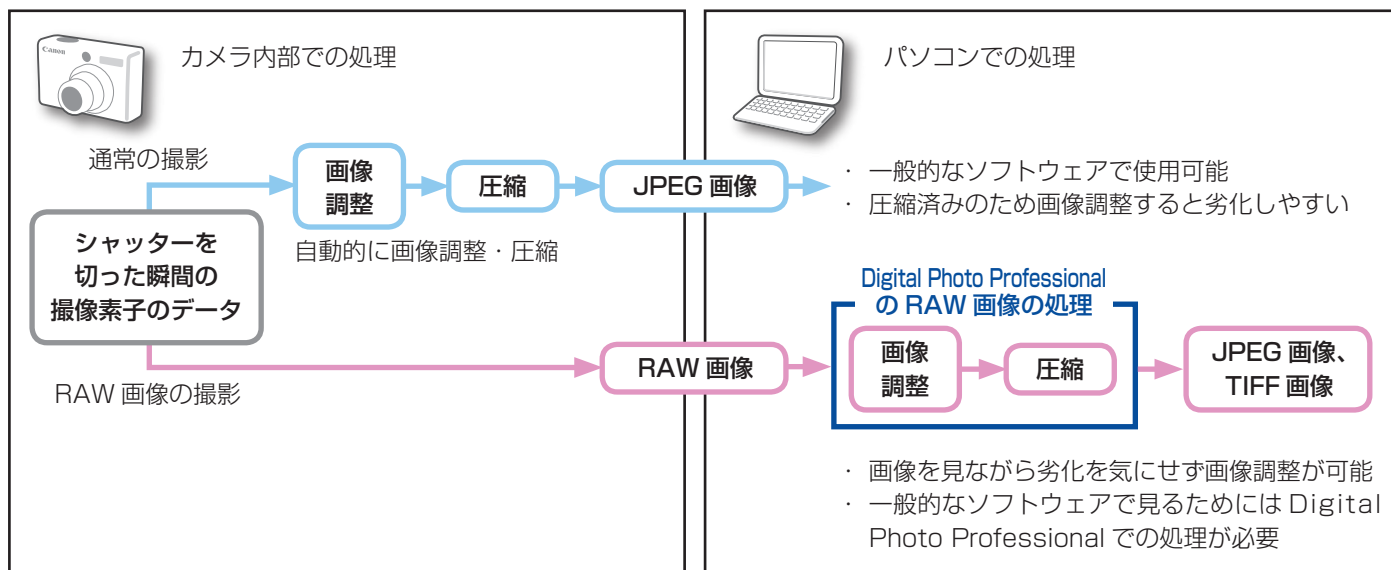 Canon
カメラ内部での処理
通常の撮影
画像
調整
圧縮
JPEG 画像
自動的に画像調整・圧縮
シャッターを
切った瞬間の
撮像素子のデータ
RAW 画像の撮影
RAW 画像
パソコンでの処理
・ 一般的なソフトウェアで使用可能
・ 圧縮済みのため画像調整すると劣化しやすい
Digital Photo Professional
の RAW 画像の処理
画像
調整
圧縮
JPEG 画像、
TIFF 画像
・ 画像を見ながら劣化を気にせず画像調整が可能
・ 一般的なソフトウェアで見るためには Digital
Photo Professional での処理が必要